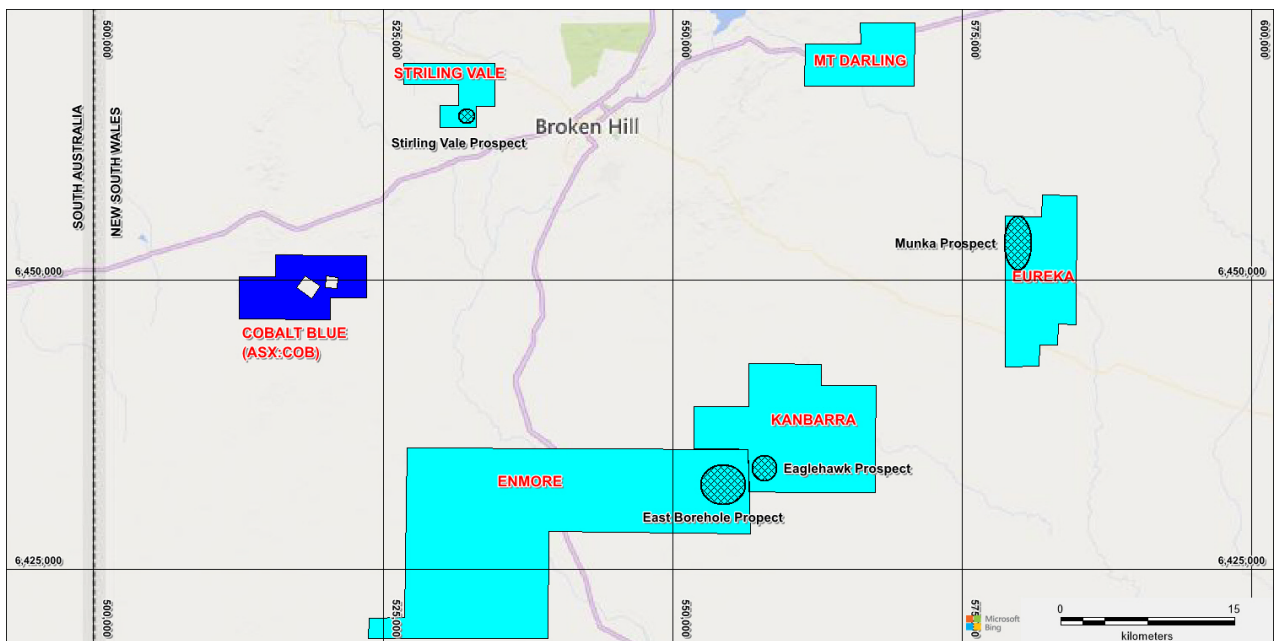 500,000
525,000
550,000
575,000
600,000
STRILING VALE
MT DARLING
Broken Hill
Stirling Vale Prospect
SOUTH AUSTRALIA
NEW SOUTH WALES
Munka Prospect
6,450,000
6,450,000
EUREKA
COBALT BLUE
(ASX:COB)
KANBARRA
Eaglehawk Prospect
ENMORE
East Borehole Propect
6,425,000
6,425,000
500,000
525,000
550,000
575,000
Microsoft
Bing
0
15
kilometers